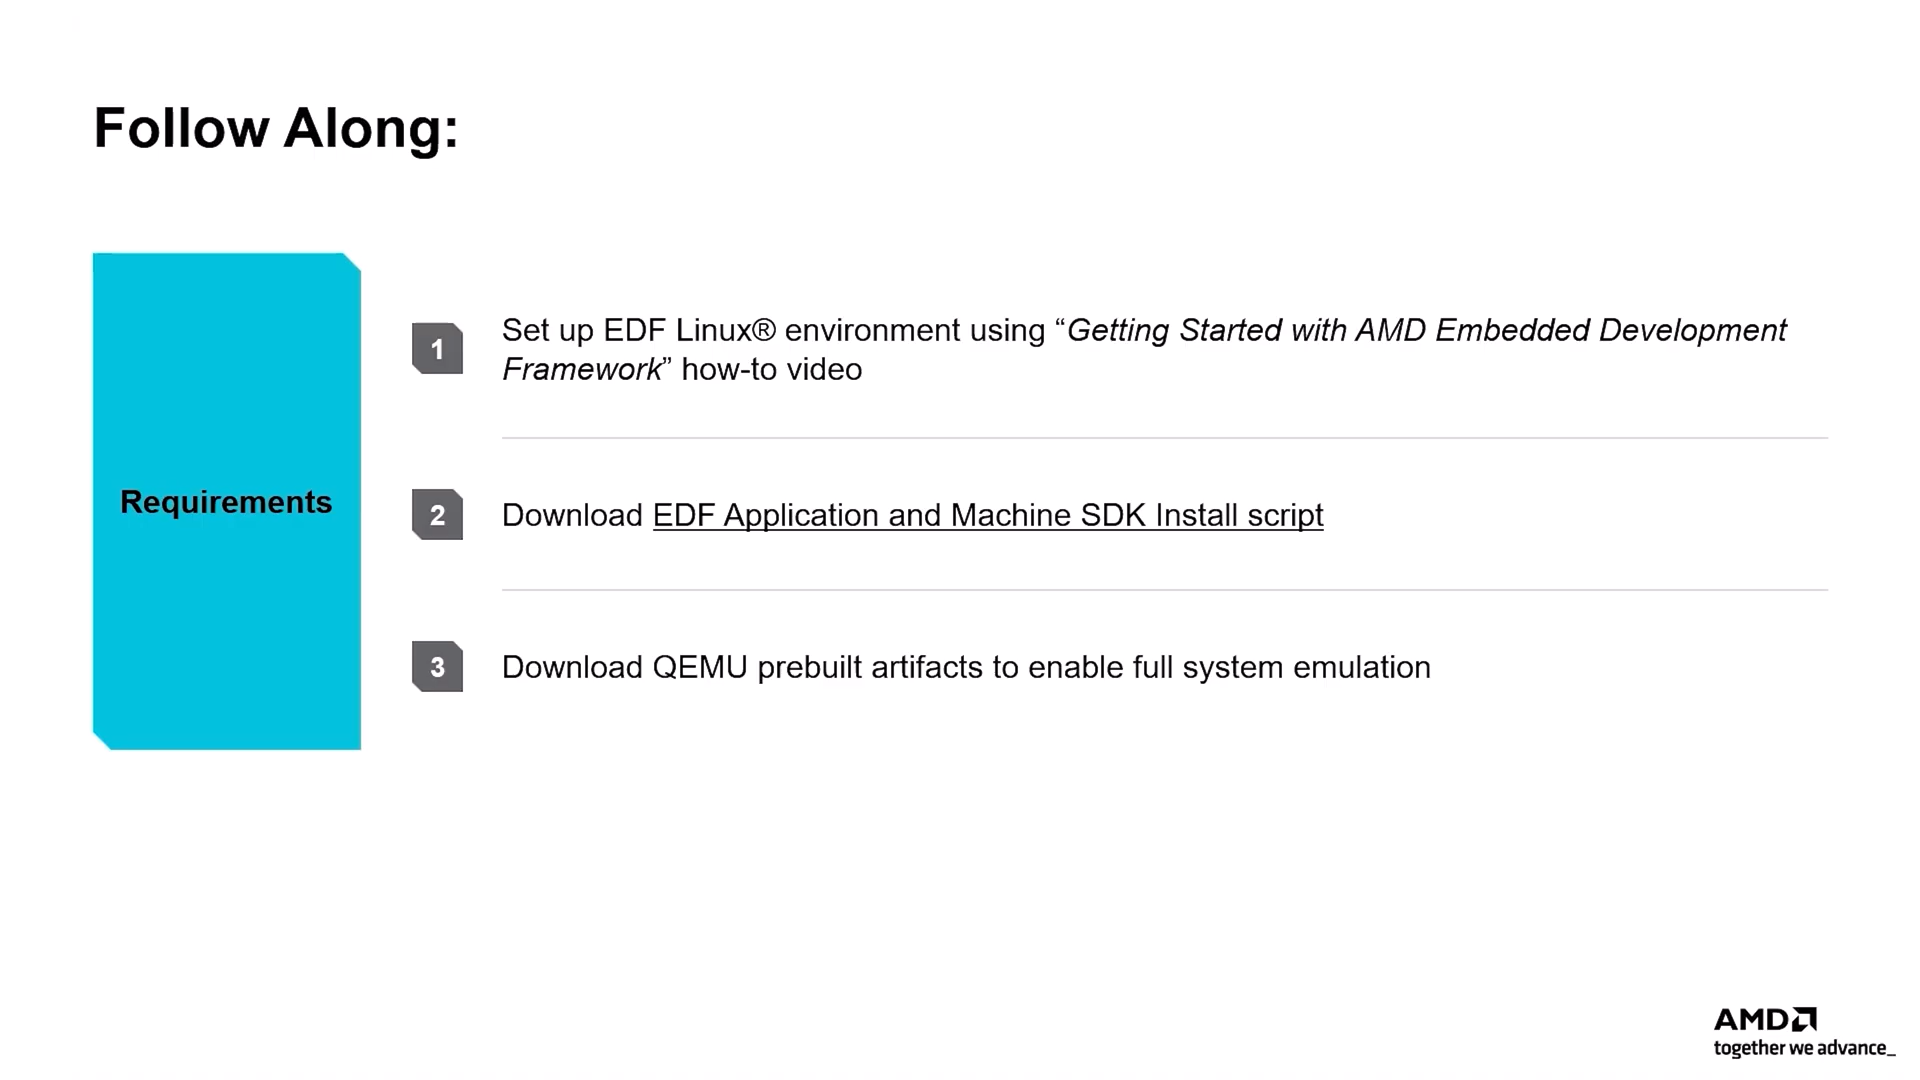 Follow Along:
Requirements
1
Set up EDF Linux® environment using “Getting Started with AMD Embedded Development
Framework” how-to video
2
Download EDF Application and Machine SDK Install script
3
Download QEMU prebuilt artifacts to enable full system emulation
AMD
together we advance_